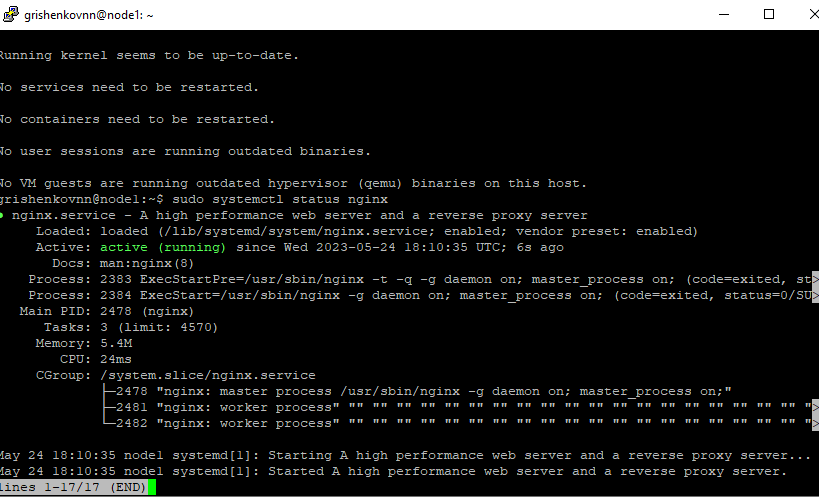 grishenkovnn@node1: ~
Running kernel seems to be up-to-date.
No services need to be restarted.
No containers need to be restarted.
No user sessions are running outdated binaries.
No VM guests are running outdated hypervisor (qemu) binaries on this host.
grishenkovnn@node1:~$ sudo systemctl status nginx
● nginx.service - A high performance web server and a reverse proxy server
     Loaded: loaded (/lib/systemd/system/nginx.service; enabled; vendor preset: enabled)
     Active: active (running) since Wed 2023-05-24 18:10:35 UTC; 6s ago
       Docs: man:nginx(8)
    Process: 2383 ExecStartPre=/usr/sbin/nginx -t -q -g daemon on; master_process on; (code=exited, st>
    Process: 2384 ExecStart=/usr/sbin/nginx -g daemon on; master_process on; (code=exited, status=0/SU>
   Main PID: 2478 (nginx)
      Tasks: 3 (limit: 4570)
     Memory: 5.4M
        CPU: 24ms
     CGroup: /system.slice/nginx.service
             ├─2478 "nginx: master process /usr/sbin/nginx -g daemon on; master_process on;"
             ├─2481 "nginx: worker process" "" "" "" "" "" "" "" "" "" "" "" "" "" "" "" "" "" "" "" ">
             └─2482 "nginx: worker process" "" "" "" "" "" "" "" "" "" "" "" "" "" "" "" "" "" "" "" ">
May 24 18:10:35 node1 systemd[1]: Starting A high performance web server and a reverse proxy server...
May 24 18:10:35 node1 systemd[1]: Started A high performance web server and a reverse proxy server.
lines 1-17/17 (END)